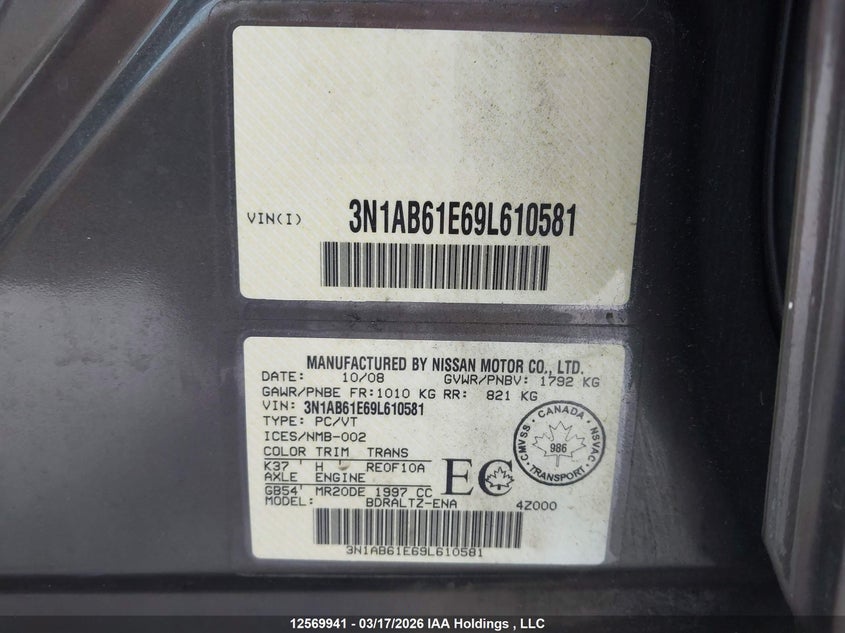 VIN(I) 3N1AB61E69L610581
MANUFACTURED BY NISSAN MOTOR CO., LTD.
DATE: 10/08 GVWR/PNBV: 1792 KG
GAWR/PNBE FR:1010 KG RR: 821 KG
VIN: 3N1AB61E69L610581
TYPE: PC/VT
ICES/NMB-002
COLOR TRIM TRANS
K37 ' H ' RE0F10A
AXLE ENGINE
GB54' MR20DE 1997 CC
MODEL: BDRALTZ-ENA 4Z000
EC
CMVSS · CANADA · NSVAC
986
· TRANSPORT ·
3N1AB61E69L610581
12569941 - 03/17/2026 IAA Holdings , LLC